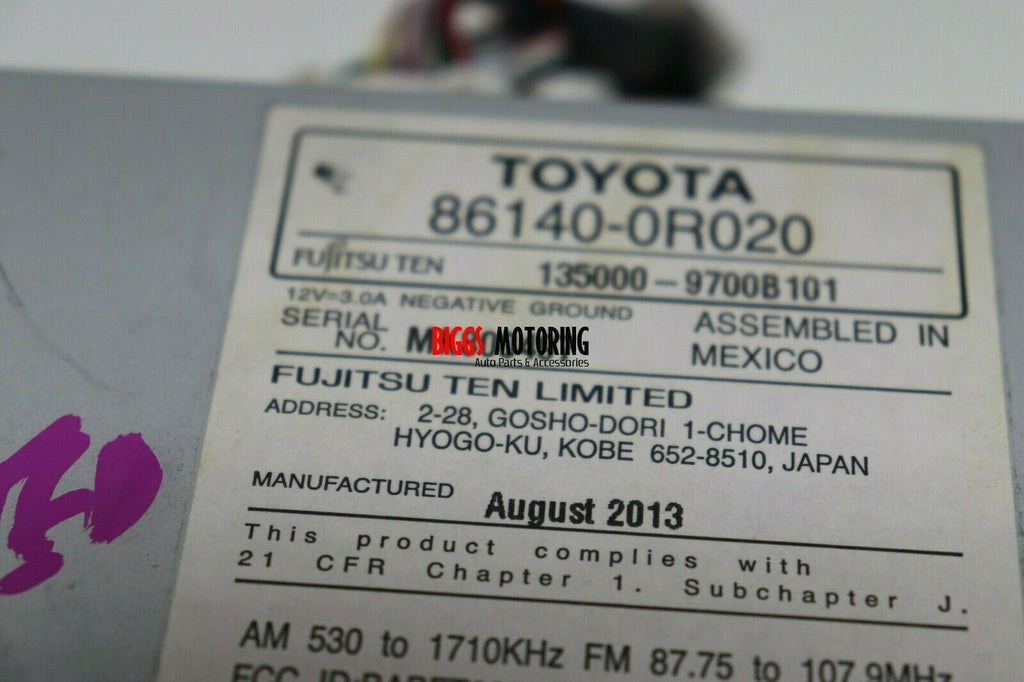 TOYOTA
86140-0R020
FUJITSU TEN 135000-9700B101
12V⎓3.0A NEGATIVE GROUND
SERIAL NO. ASSEMBLED IN MEXICO
BIGGS MOTORING
Auto Parts & Accessories
FUJITSU TEN LIMITED
ADDRESS: 2-28, GOSHO-DORI 1-CHOME
HYOGO-KU, KOBE 652-8510, JAPAN
MANUFACTURED August 2013
This product complies with
21 CFR Chapter 1. Subchapter J.
AM 530 to 1710KHz FM 87.75 to 107.9MHz
FCC ID: